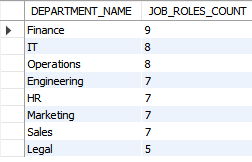 DEPARTMENT_NAME JOB_ROLES_COUNT
Finance 9
IT 8
Operations 8
Engineering 7
HR 7
Marketing 7
Sales 7
Legal 5